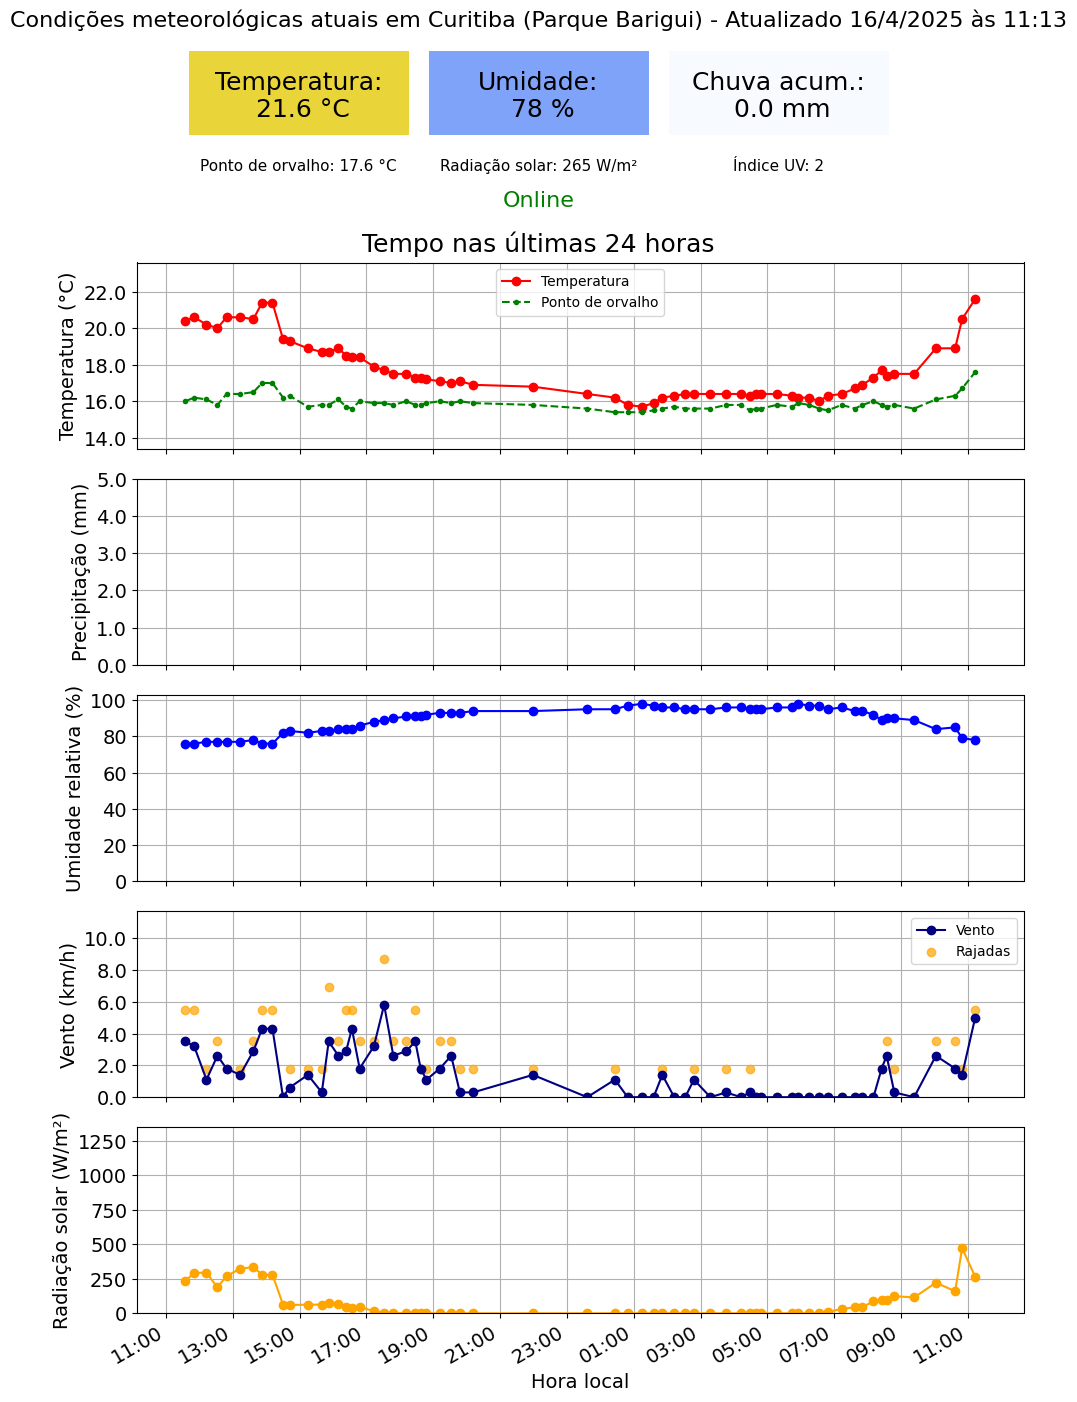 Condições meteorológicas atuais em Curitiba (Parque Barigui) - Atualizado 16/4/2025 às 11:13
Temperatura:
21.6 °C
Umidade:
78 %
Chuva acum.:
0.0 mm
Ponto de orvalho: 17.6 °C
Radiação solar: 265 W/m²
Índice UV: 2
Online
Tempo nas últimas 24 horas
Temperatura (°C)
22.0
20.0
18.0
16.0
14.0
Temperatura
Ponto de orvalho
Precipitação (mm)
5.0
4.0
3.0
2.0
1.0
0.0
Umidade relativa (%)
100
80
60
40
20
0
Vento (km/h)
10.0
8.0
6.0
4.0
2.0
0.0
Vento
Rajadas
Radiação solar (W/m²)
1250
1000
750
500
250
0
11:00
13:00
15:00
17:00
19:00
21:00
23:00
01:00
03:00
05:00
07:00
09:00
11:00
Hora local